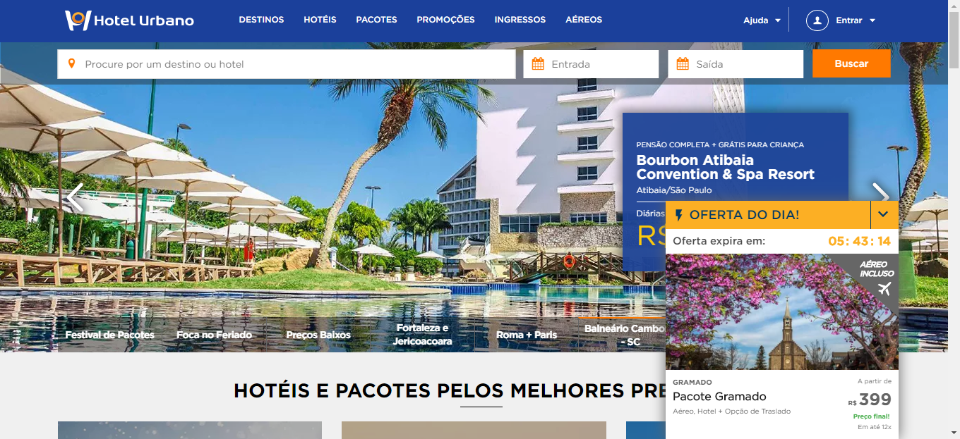 Hotel Urbano
DESTINOS HOTÉIS PACOTES PROMOÇÕES INGRESSOS AÉREOS
Ajuda Entrar
Procure por um destino ou hotel
Entrada
Saída
Buscar
PENSÃO COMPLETA + GRÁTIS PARA CRIANÇA
Bourbon Atibaia
Convention & Spa Resort
Atibaia/São Paulo
Diárias
R$
OFERTA DO DIA!
Oferta expira em: 05: 43: 14
AÉREO
INCLUSO
GRAMADO
Pacote Gramado
Aéreo, Hotel + Opção de Traslado
A partir de
R$ 399
Preço final!
Em até 12x
Festival de Pacotes
Foca no Feriado
Preços Baixos
Fortaleza e
Jericoacoara
Roma + Paris
Balneário Cambo
- SC
HOTÉIS E PACOTES PELOS MELHORES PRE